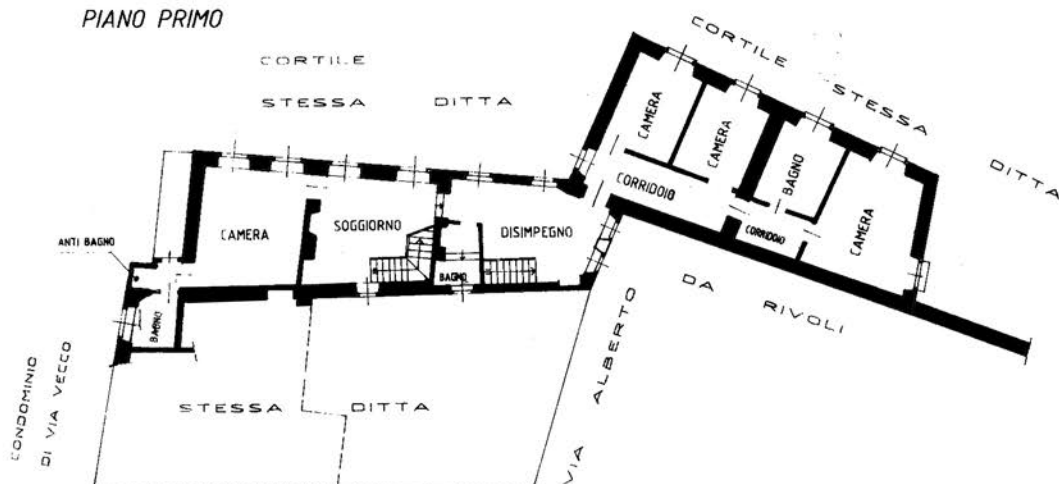 PIANO PRIMO
CORTILE
STESSA DITTA
CORTILE STESSA DITTA
CAMERA
CAMERA
BAGNO
CAMERA
CORRIDOIO
CORRIDOIO
ANTI BAGNO
CAMERA
SOGGIORNO
DISIMPEGNO
BAGNO
BAGNO
CONDOMINIO
DI VIA VECCO
STESSA DITTA
VIA ALBERTO DA RIVOLI